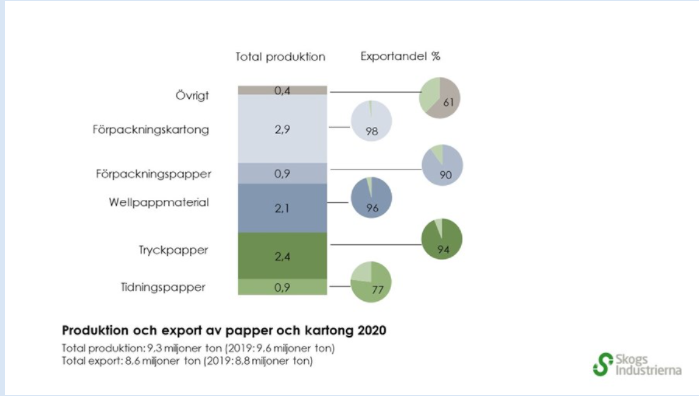 Total produktion Exportandel %
Övrigt 0,4 61
Förpackningskartong 2,9 98
Förpackningspapper 0,9 90
Wellpappmaterial 2,1 96
Tryckpapper 2,4 94
Tidningspapper 0,9 77
Produktion och export av papper och kartong 2020
Total produktion: 9,3 miljoner ton (2019: 9,6 miljoner ton)
Total export: 8,6 miljoner ton (2019: 8,8 miljoner ton)
Skogs
Industrierna